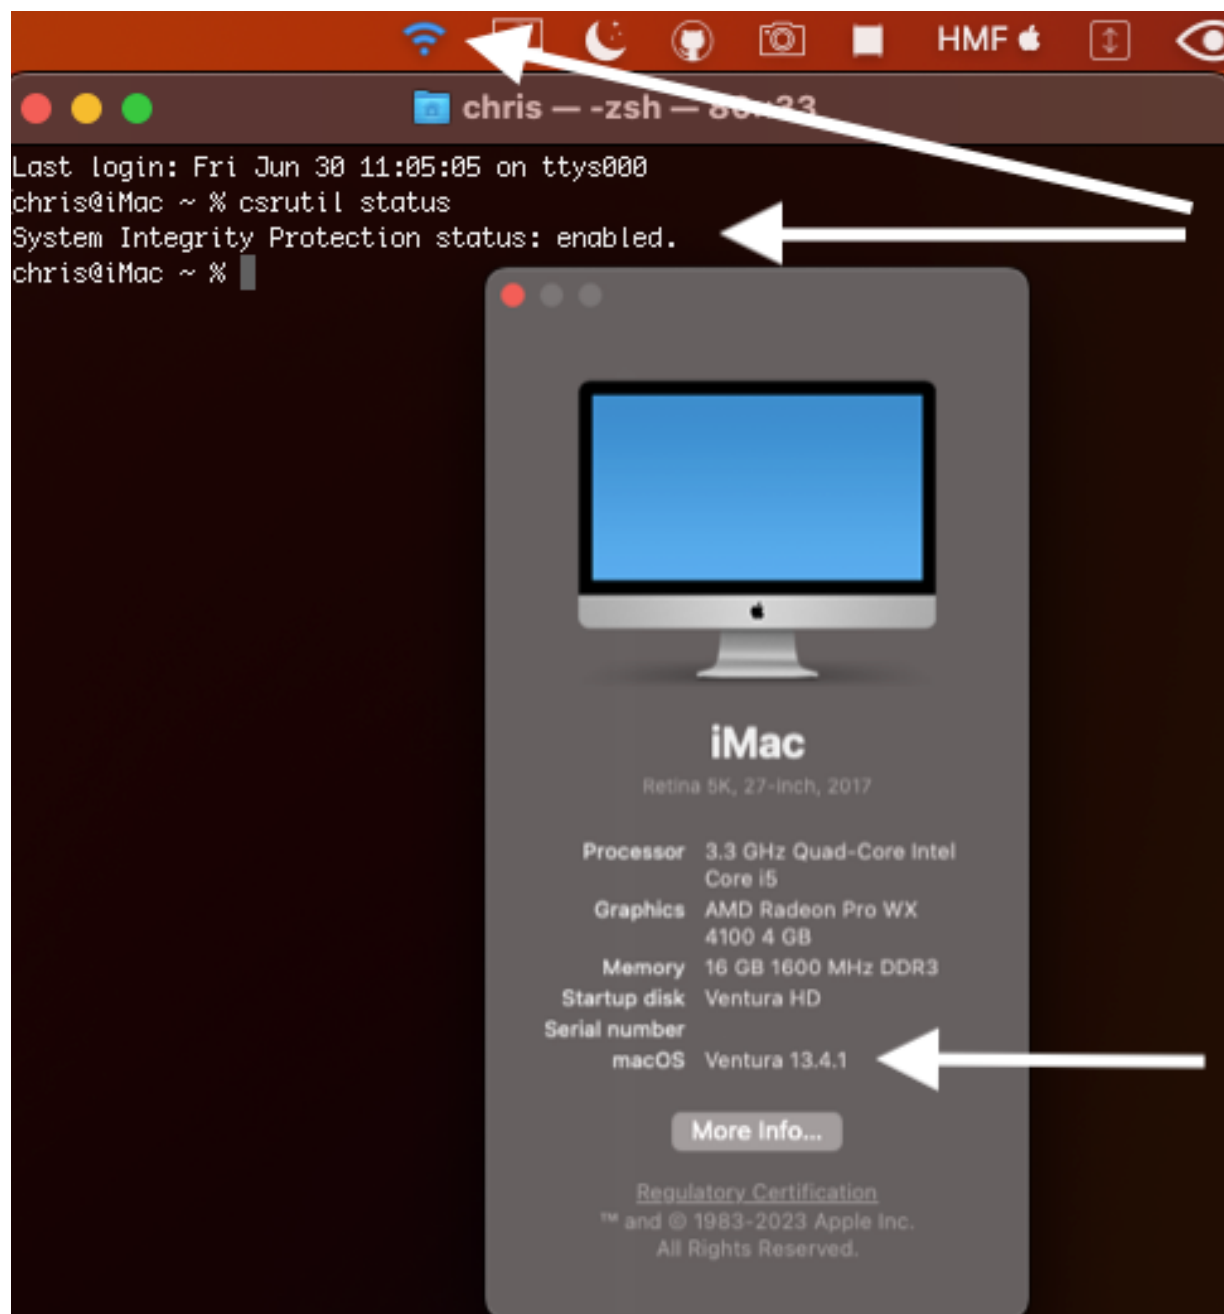 HMF
chris — -zsh — 80×33
Last login: Fri Jun 30 11:05:05 on ttys000
chris@iMac ~ % csrutil status
System Integrity Protection status: enabled.
chris@iMac ~ %
iMac
Retina 5K, 27-inch, 2017
Processor 3.3 GHz Quad-Core Intel
Core i5
Graphics AMD Radeon Pro WX
4100 4 GB
Memory 16 GB 1600 MHz DDR3
Startup disk Ventura HD
Serial number
macOS Ventura 13.4.1
More Info...
Regulatory Certification
™ and © 1983-2023 Apple Inc.
All Rights Reserved.